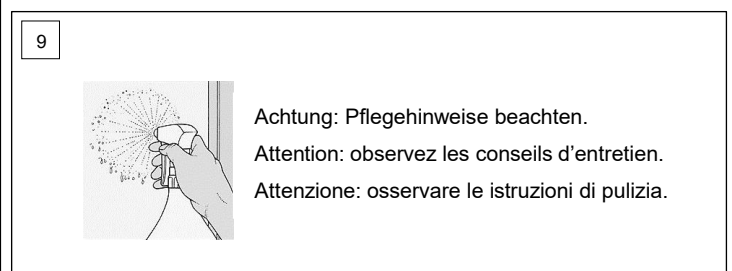 9
Achtung: Pflegehinweise beachten.
Attention: observez les conseils d’entretien.
Attenzione: osservare le istruzioni di pulizia.